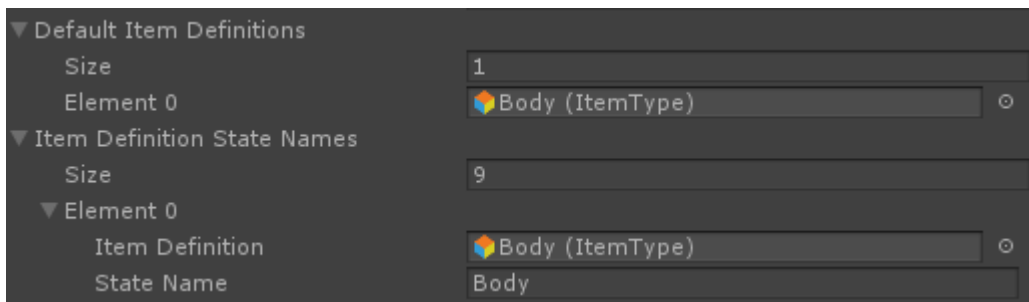 Default Item Definitions
Size 1
Element 0 Body (ItemType)
Item Definition State Names
Size 9
Element 0
Item Definition Body (ItemType)
State Name Body